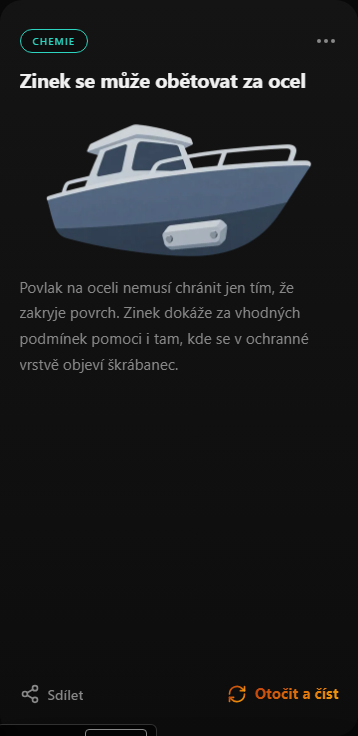 CHEMIE
Zinek se může obětovat za ocel
Povlak na oceli nemusí chránit jen tím, že
zakryje povrch. Zinek dokáže za vhodných
podmínek pomoci i tam, kde se v ochranné
vrstvě objeví škrábanec.
Sdílet
Otočit a číst